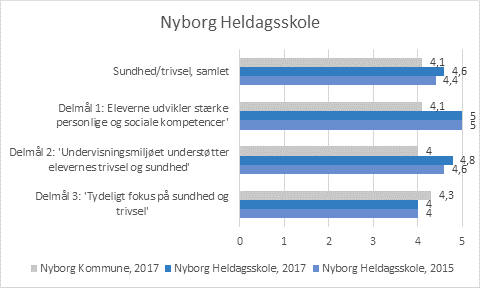 Nyborg Heldagsskole
Sundhed/trivsel, samlet
4,1
4,6
4,4
Delmål 1: Eleverne udvikler stærke
personlige og sociale kompetencer'
4,1
5
5
Delmål 2: 'Undervisningsmiljøet understøtter
elevernes trivsel og sundhed'
4
4,8
4,6
Delmål 3: 'Tydeligt fokus på sundhed og
trivsel'
4,3
4
4
0 1 2 3 4 5
Nyborg Kommune, 2017 Nyborg Heldagsskole, 2017 Nyborg Heldagsskole, 2015